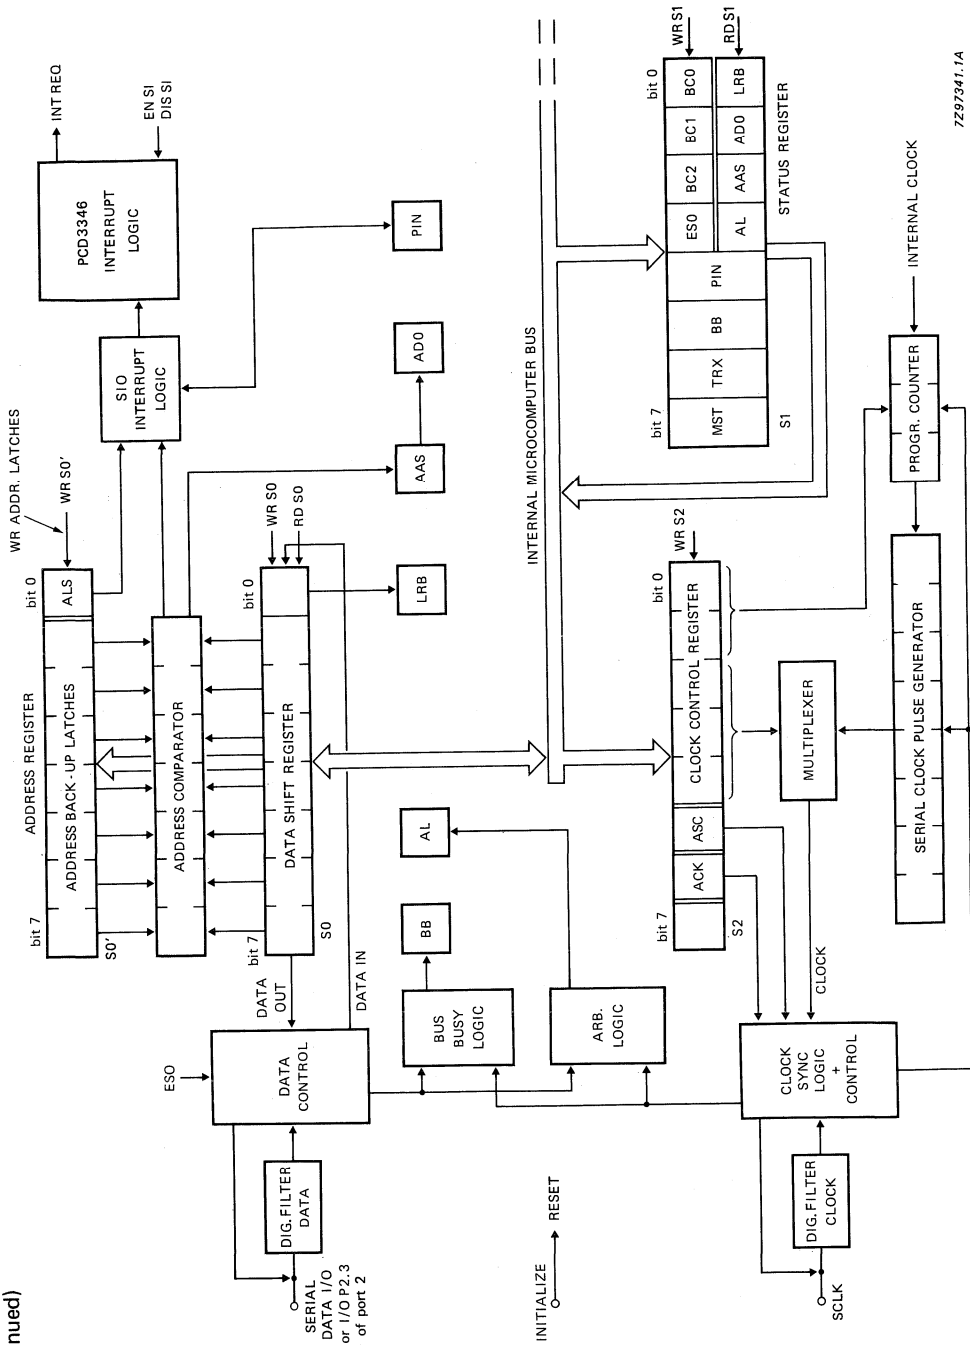 nued)
ADDRESS REGISTER
WR ADDR. LATCHES
bit 7
bit 0
WR S0'
ADDRESS BACK-UP LATCHES
ALS
S0'
ADDRESS COMPARATOR
bit 7
bit 0
DATA SHIFT REGISTER
S0
WR S0
RD S0
SIO
INTERRUPT
LOGIC
PCD3346
INTERRUPT
LOGIC
INT REQ
EN SI
DIS SI
ESO
DATA
OUT
DATA IN
DATA
CONTROL
DIG. FILTER
DATA
SERIAL
DATA I/O
or I/O P2.3
of port 2
LRB
AAS
AD0
PIN
BUS
BUSY
LOGIC
BB
AL
ARB.
LOGIC
INITIALIZE
RESET
INTERNAL MICROCOMPUTER BUS
bit 7
bit 0
ACK
ASC
CLOCK CONTROL REGISTER
S2
WR S2
bit 7
bit 0
MST
TRX
BB
PIN
ESO
BC2
BC1
BC0
AL
AAS
AD0
LRB
WR S1
RD S1
S1
STATUS REGISTER
MULTIPLEXER
CLOCK
CLOCK
SYNC
LOGIC
+
CONTROL
DIG. FILTER
CLOCK
SCLK
SERIAL CLOCK PULSE GENERATOR
PROGR. COUNTER
INTERNAL CLOCK
7Z97341.1A